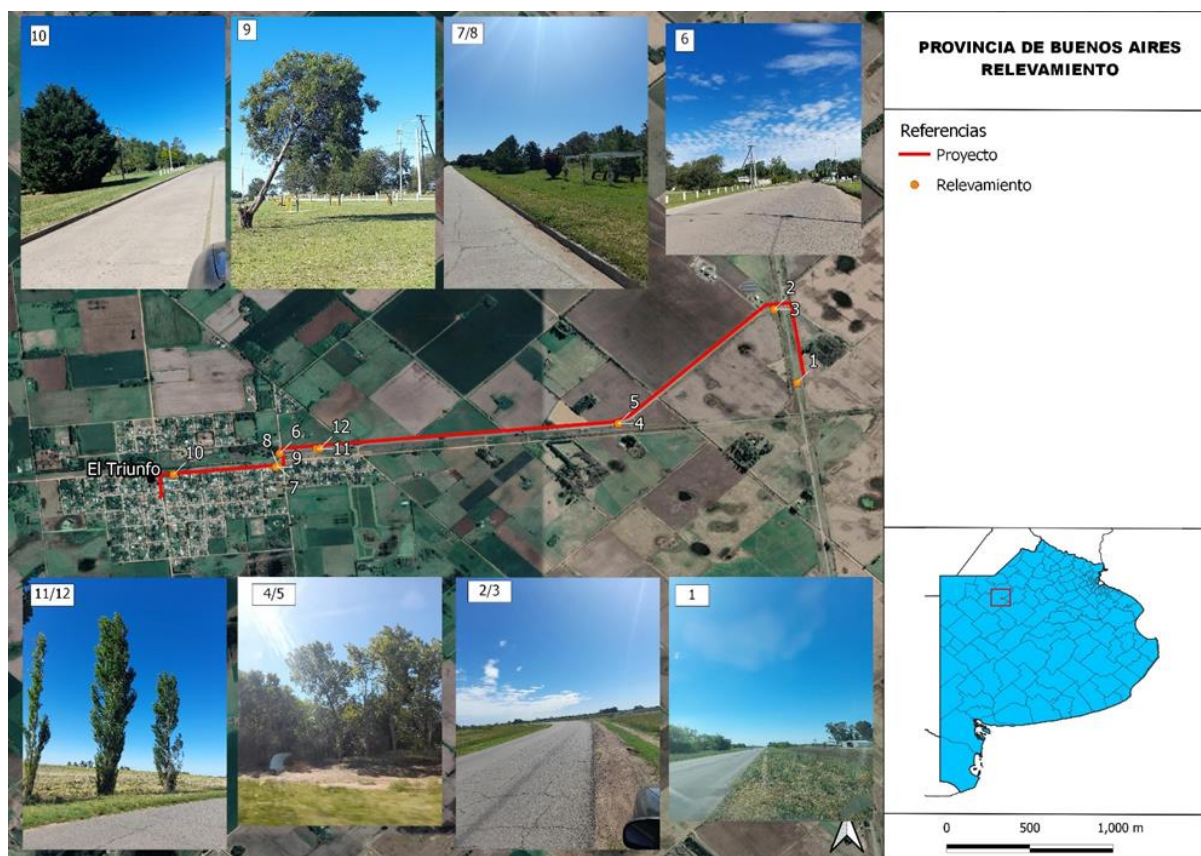 10
9
7/8
6
PROVINCIA DE BUENOS AIRES
RELEVAMIENTO
Referencias
Proyecto
Relevamiento
2
3
1
5
4
12
11
6
8
9
7
10
El Triunfo
11/12
4/5
2/3
1
0 500 1,000 m